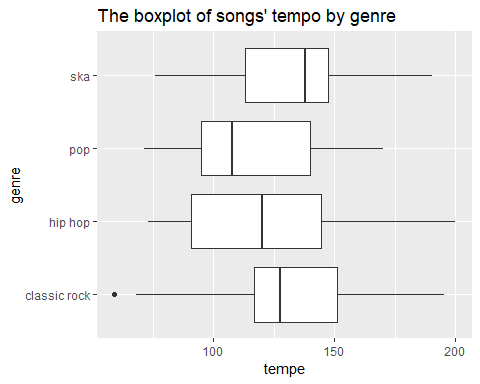 The boxplot of songs' tempo by genre
ska
pop
hip hop
classic rock
genre
100
150
200
tempe